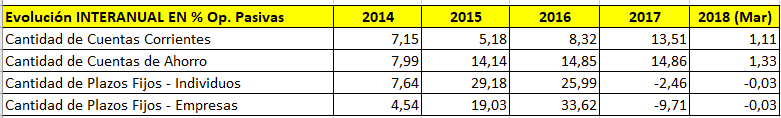 Evolución INTERANUAL EN % Op. Pasivas 2014 2015 2016 2017 2018 (Mar)
Cantidad de Cuentas Corrientes 7,15 5,18 8,32 13,51 1,11
Cantidad de Cuentas de Ahorro 7,99 14,14 14,85 14,86 1,33
Cantidad de Plazos Fijos - Individuos 7,64 29,18 25,99 -2,46 -0,03
Cantidad de Plazos Fijos - Empresas 4,54 19,03 33,62 -9,71 -0,03